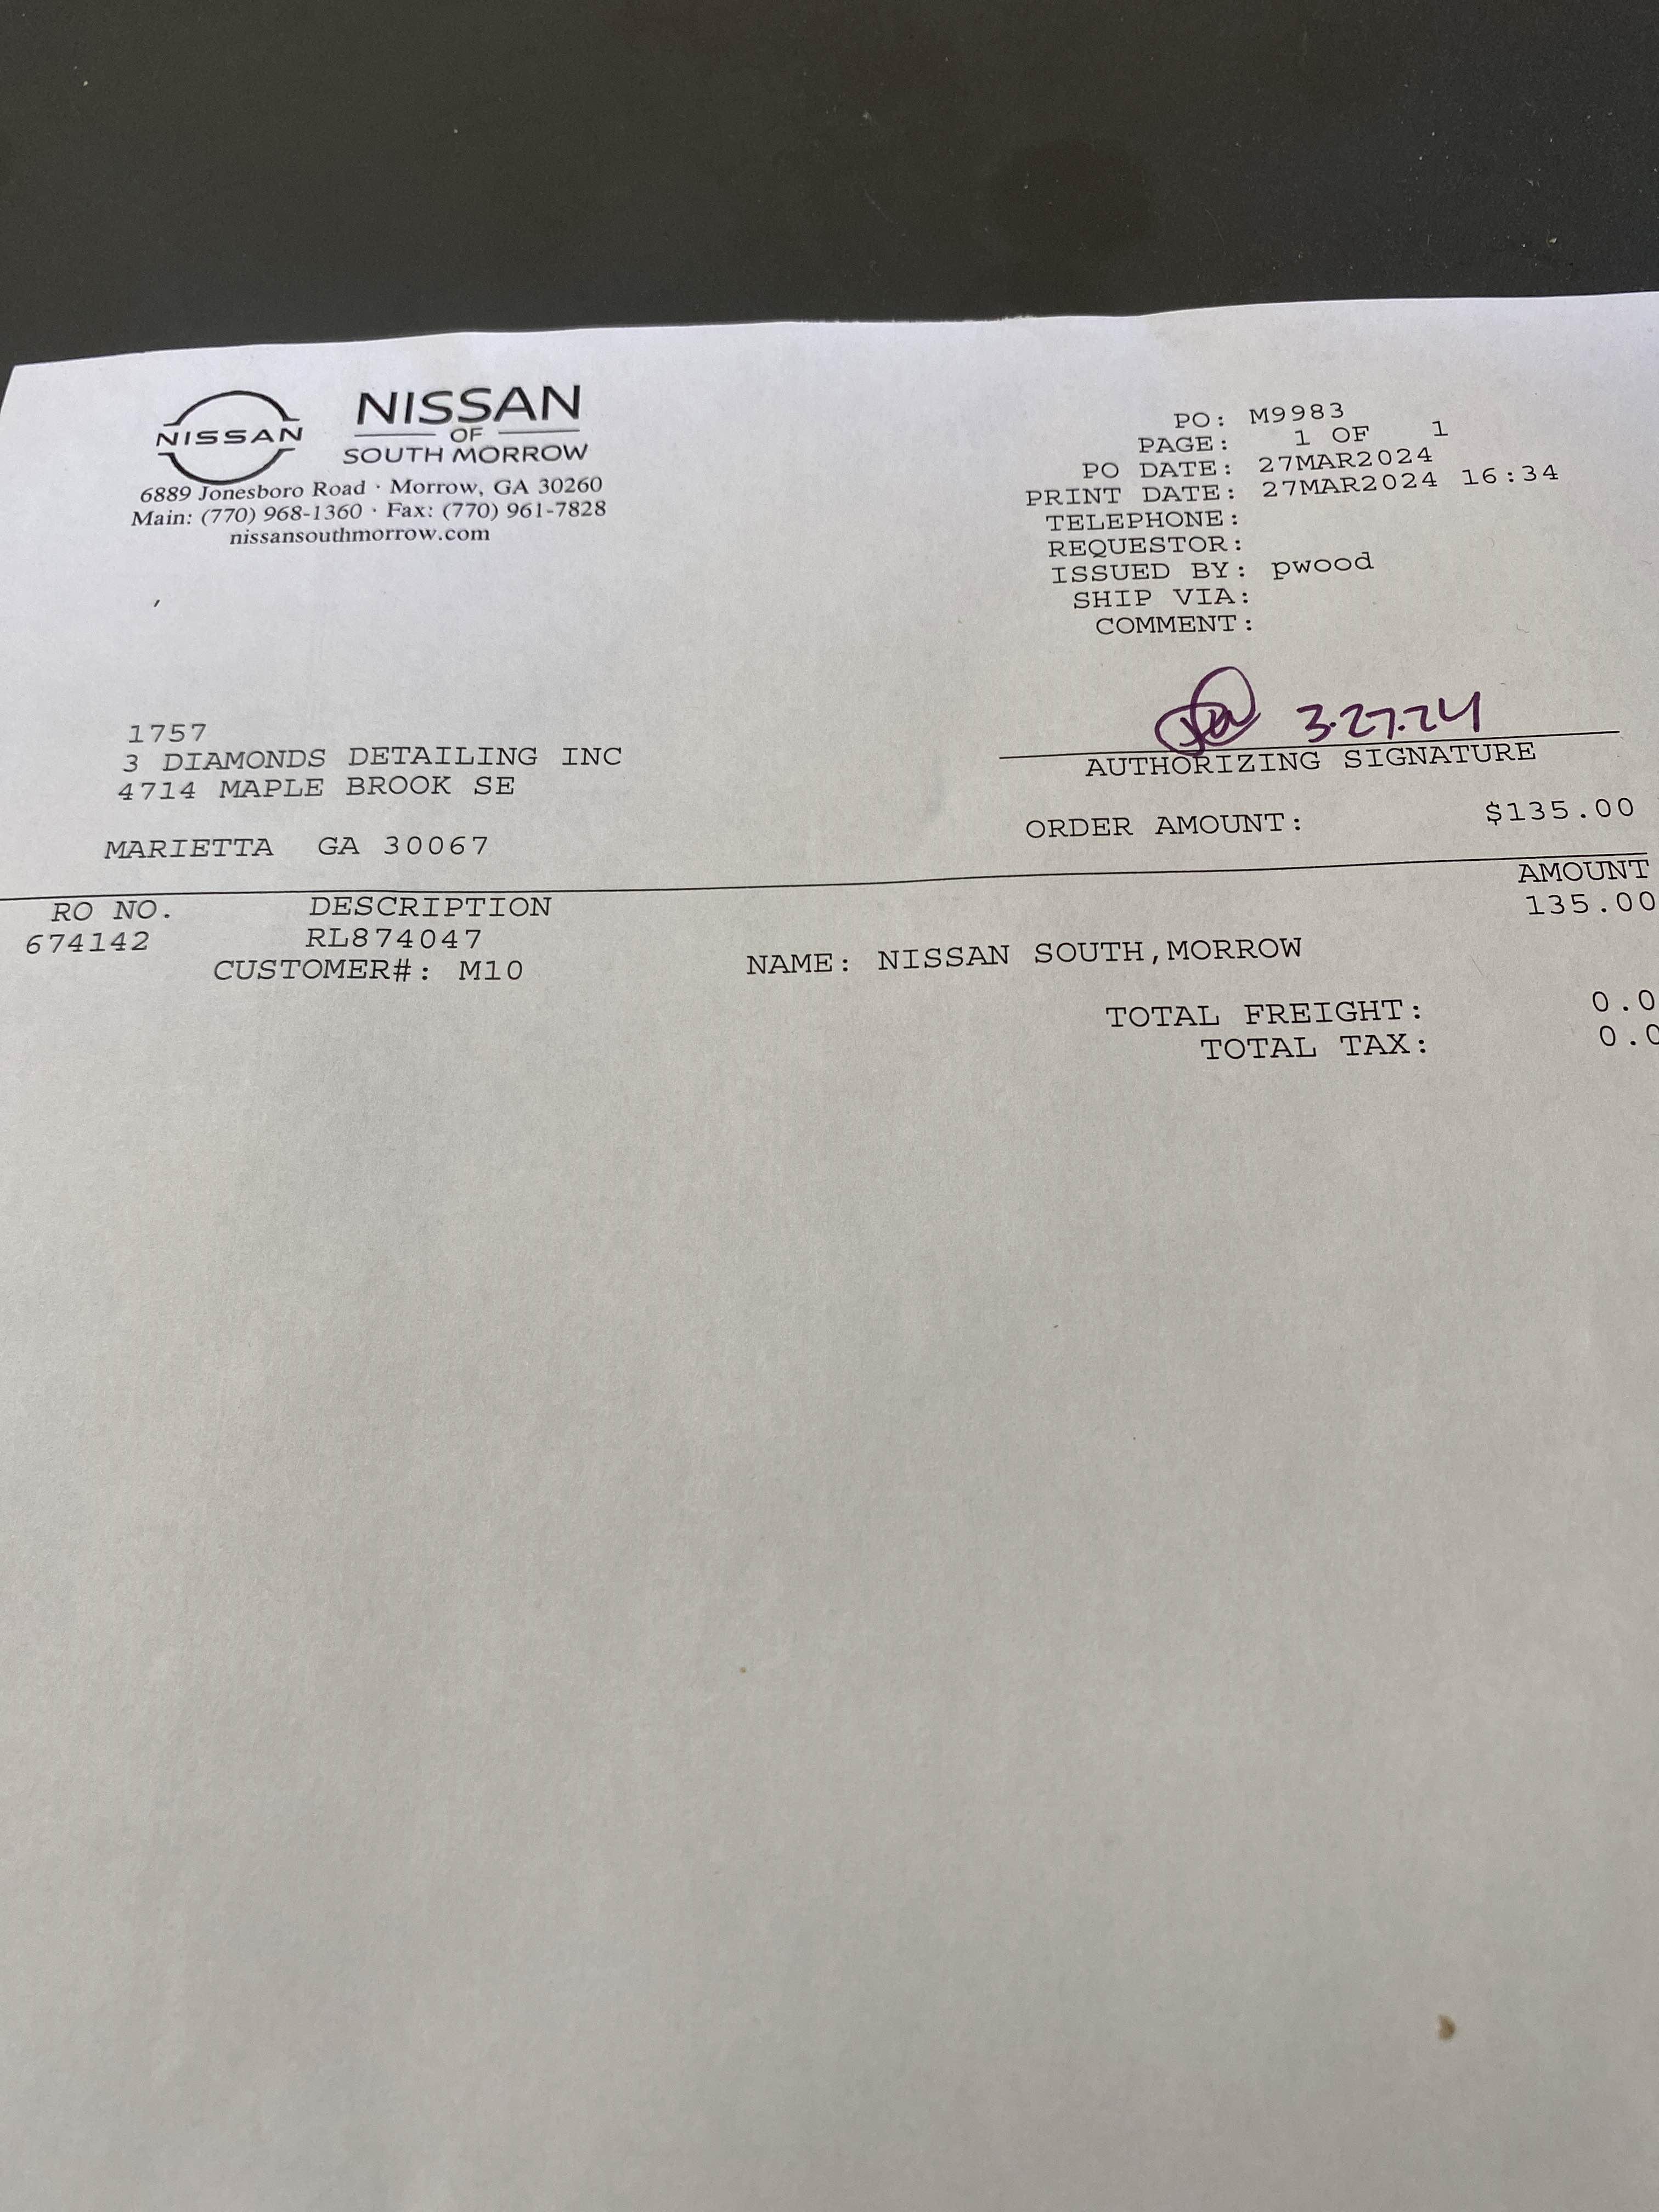 NISSAN
NISSAN
OF
SOUTH MORROW
6889 Jonesboro Road · Morrow, GA 30260
Main: (770) 968-1360 · Fax: (770) 961-7828
nissansouthmorrow.com
PO: M9983
PAGE: 1 OF 1
PO DATE: 27MAR2024
PRINT DATE: 27MAR2024 16:34
TELEPHONE:
REQUESTOR:
ISSUED BY: pwood
SHIP VIA:
COMMENT:
3.27.24
AUTHORIZING SIGNATURE
1757
3 DIAMONDS DETAILING INC
4714 MAPLE BROOK SE
MARIETTA GA 30067
ORDER AMOUNT: $135.00
RO NO. DESCRIPTION AMOUNT
674142 RL874047 135.00
CUSTOMER#: M10 NAME: NISSAN SOUTH,MORROW
TOTAL FREIGHT: 0.0
TOTAL TAX: 0.0